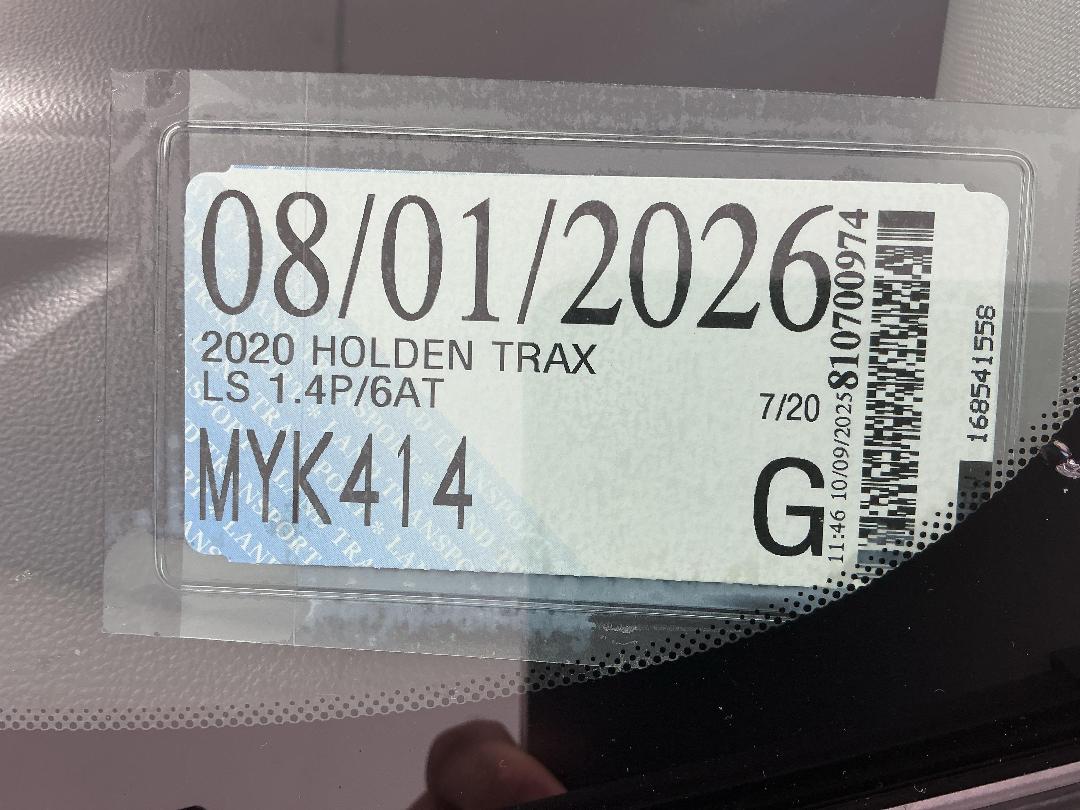 08/01/2026
2020 HOLDEN TRAX
LS 1.4P/6AT
7/20
MYK414
G
11:46 10/09/2025 810700974
168541558